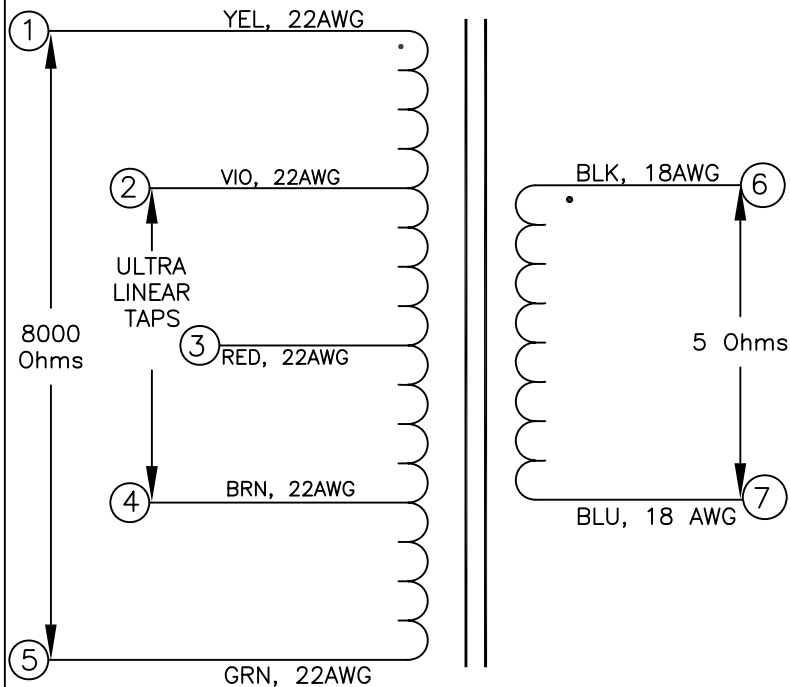 1
YEL, 22AWG
2
VIO, 22AWG
ULTRA
LINEAR
TAPS
8000
Ohms
3
RED, 22AWG
4
BRN, 22AWG
5
GRN, 22AWG
BLK, 18AWG
6
5 Ohms
BLU, 18 AWG
7